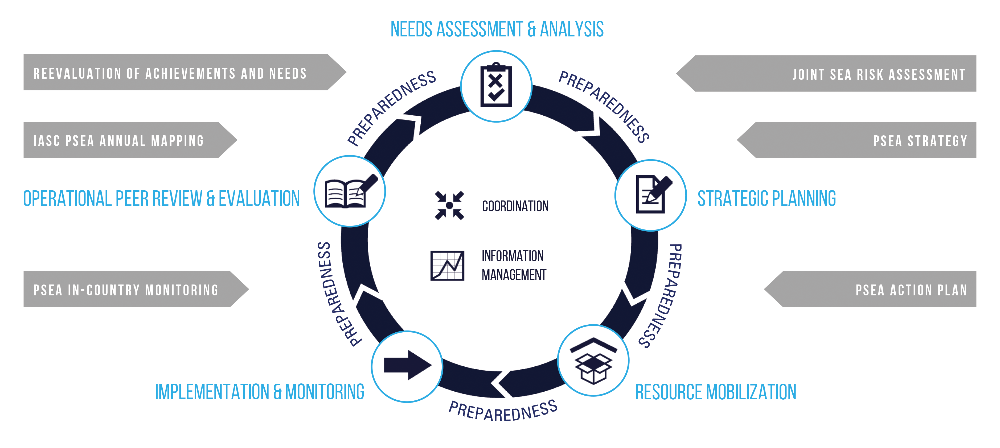 NEEDS ASSESSMENT & ANALYSIS
REEVALUATION OF ACHIEVEMENTS AND NEEDS
JOINT SEA RISK ASSESSMENT
PREPAREDNESS
PREPAREDNESS
IASC PSEA ANNUAL MAPPING
PSEA STRATEGY
OPERATIONAL PEER REVIEW & EVALUATION
COORDINATION
STRATEGIC PLANNING
INFORMATION
MANAGEMENT
PREPAREDNESS
PREPAREDNESS
PSEA IN-COUNTRY MONITORING
PSEA ACTION PLAN
IMPLEMENTATION & MONITORING
RESOURCE MOBILIZATION
PREPAREDNESS